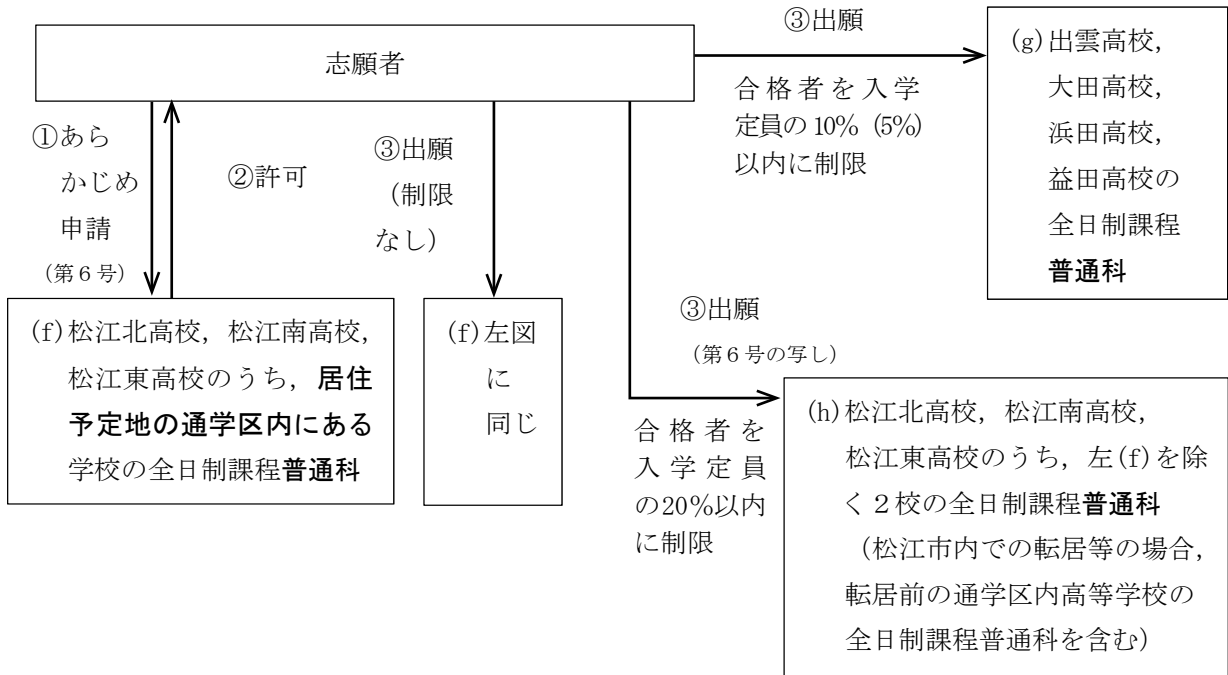 志願者
③出願
合格者を入学
定員の10%（5%）
以内に制限
(g)出雲高校，
大田高校，
浜田高校，
益田高校の
全日制課程
普通科
①あら
かじめ
申請
（第６号）
②許可
③出願
（制限
なし）
(f)松江北高校，松江南高校，
松江東高校のうち，居住
予定地の通学区内にある
学校の全日制課程普通科
(f)左図
に
同じ
③出願
（第６号の写し）
合格者を
入学定員
の20%以内
に制限
(h)松江北高校，松江南高校，
松江東高校のうち，左(f)を除
く２校の全日制課程普通科
（松江市内での転居等の場合，
転居前の通学区内高等学校の
全日制課程普通科を含む）